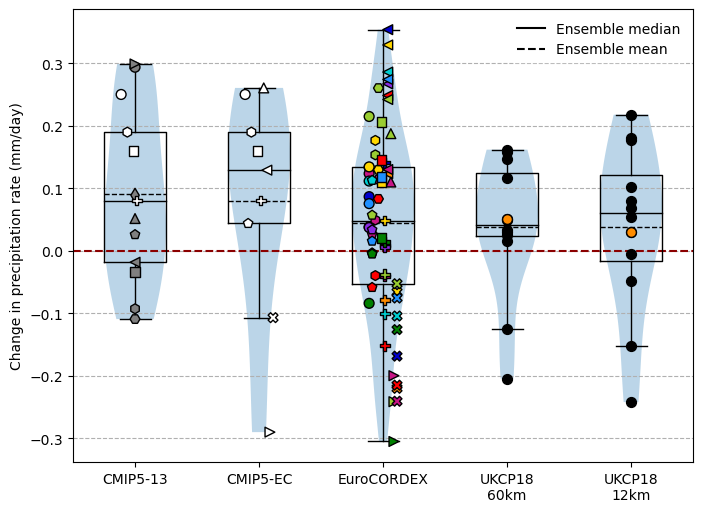 Ensemble median
Ensemble mean
Change in precipitation rate (mm/day)
0.3
0.2
0.1
0.0
−0.1
−0.2
−0.3
CMIP5-13
CMIP5-EC
EuroCORDEX
UKCP18
60km
UKCP18
12km